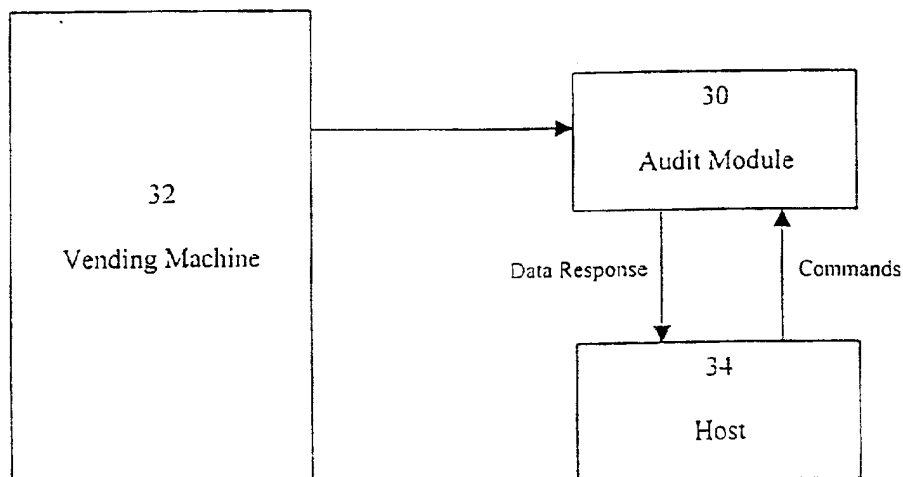 32
Vending Machine
30
Audit Module
Data Response
Commands
34
Host